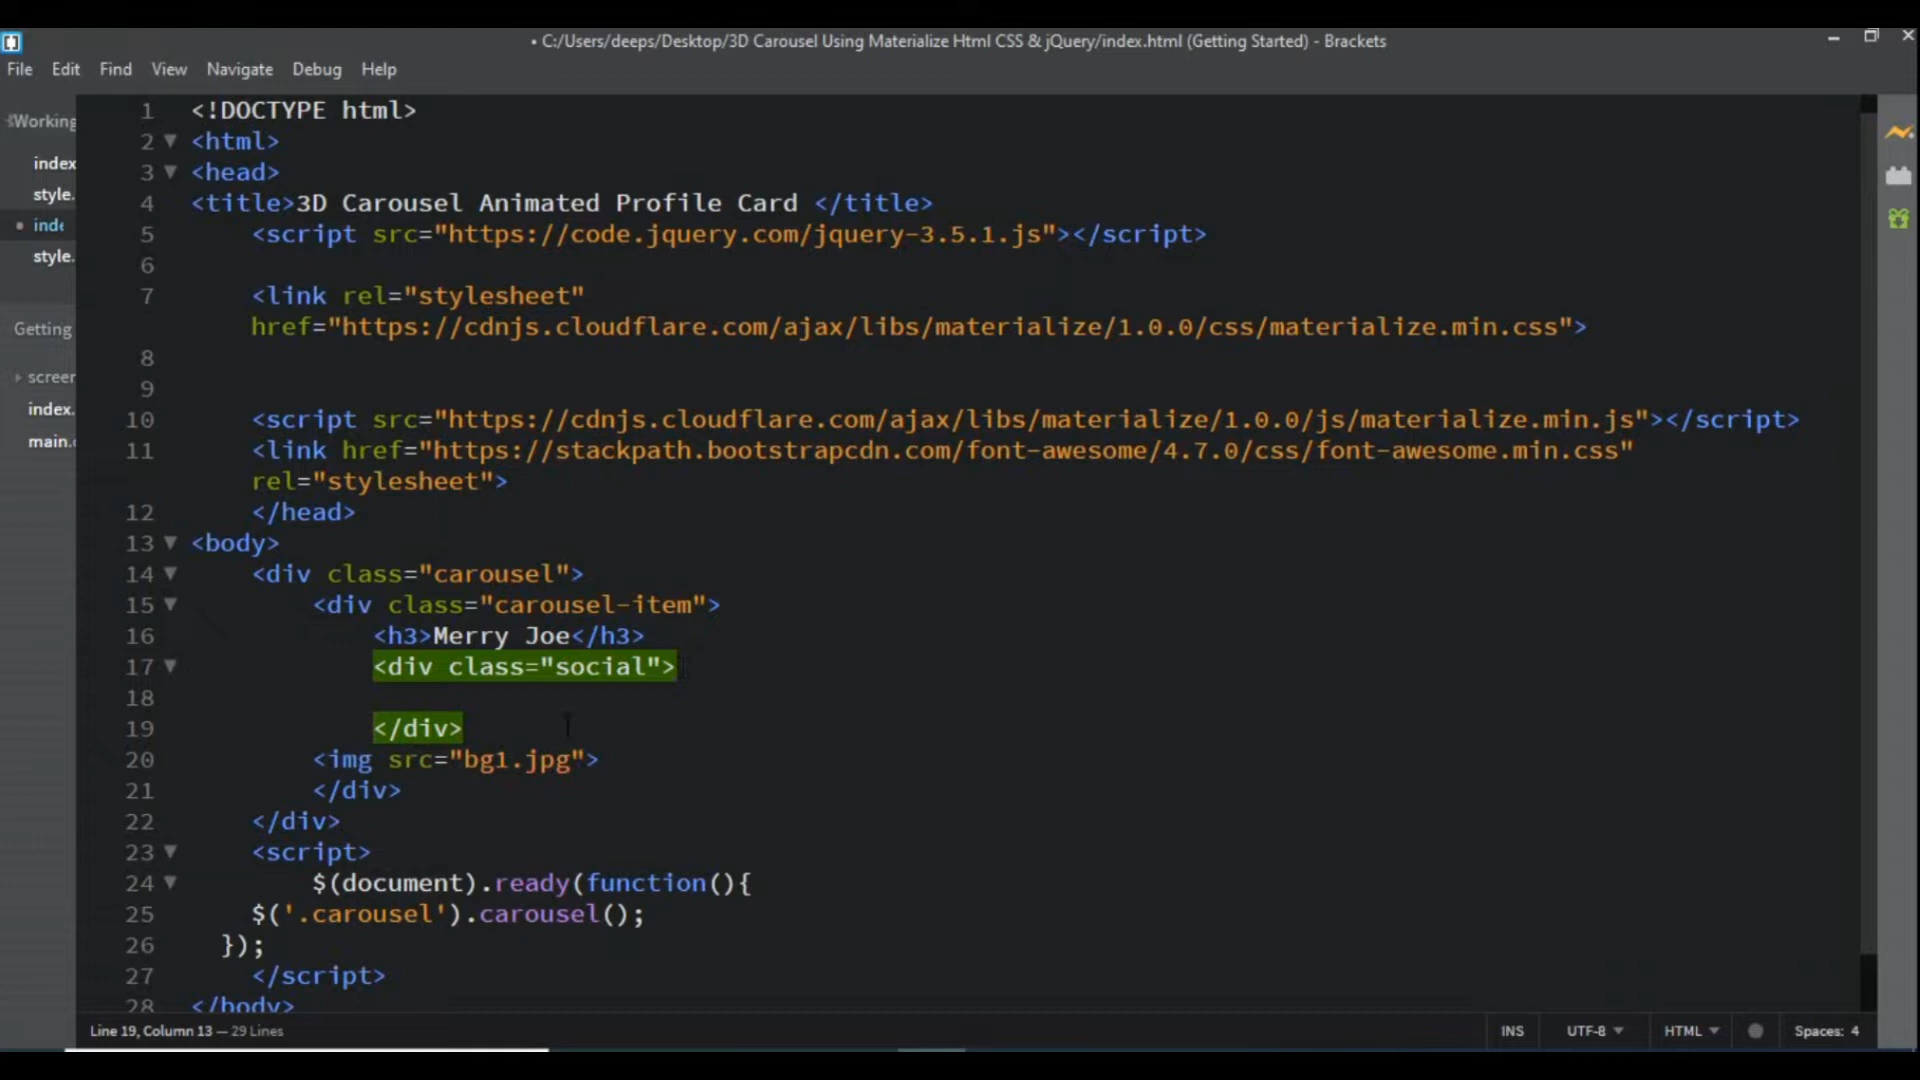 • C:/Users/deeps/Desktop/3D Carousel Using Materialize Html CSS & jQuery/index.html (Getting Started) - Brackets
File Edit Find View Navigate Debug Help
Working
index
style.
• inde
style.
Getting
screen
index.
main.c
1 <!DOCTYPE html>
2 <html>
3 <head>
4 <title>3D Carousel Animated Profile Card </title>
5 <script src="https://code.jquery.com/jquery-3.5.1.js"></script>
6
7 <link rel="stylesheet"
href="https://cdnjs.cloudflare.com/ajax/libs/materialize/1.0.0/css/materialize.min.css">
8
9
10 <script src="https://cdnjs.cloudflare.com/ajax/libs/materialize/1.0.0/js/materialize.min.js"></script>
11 <link href="https://stackpath.bootstrapcdn.com/font-awesome/4.7.0/css/font-awesome.min.css"
rel="stylesheet">
12 </head>
13 <body>
14 <div class="carousel">
15 <div class="carousel-item">
16 <h3>Merry Joe</h3>
17 <div class="social">
18
19 </div>
20 <img src="bg1.jpg">
21 </div>
22 </div>
23 <script>
24 $(document).ready(function(){
25 $('.carousel').carousel();
26 });
27 </script>
28 </body>
Line 19, Column 13 — 29 Lines
INS UTF-8 HTML Spaces: 4